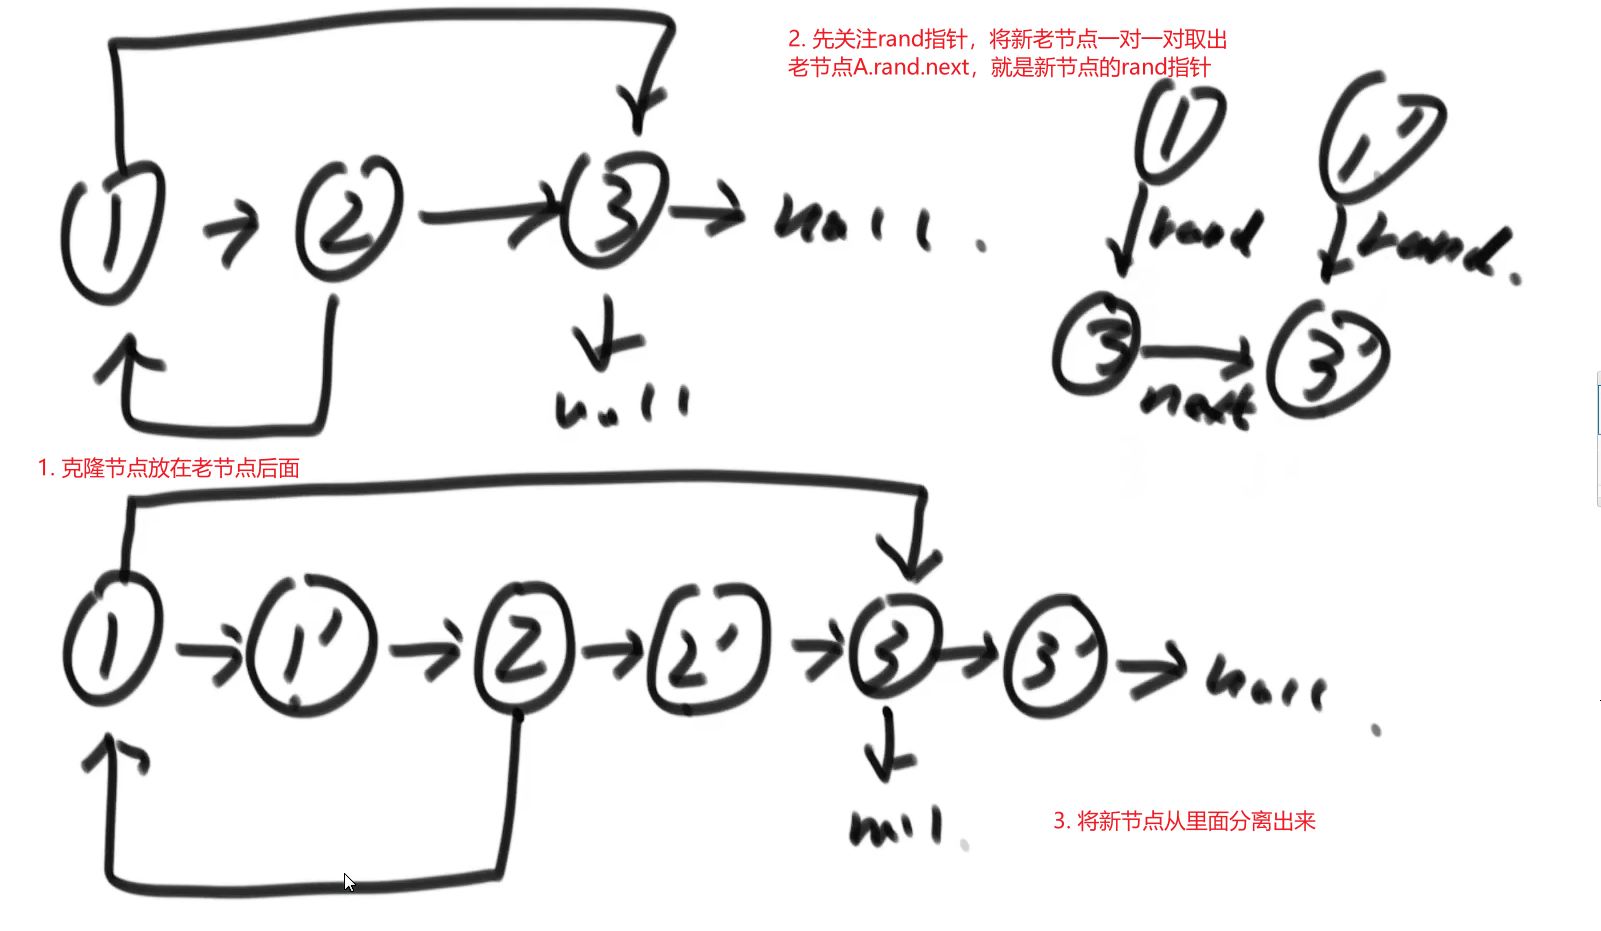 2. 先关注rand指针，将新老节点一对一对取出
老节点A.rand.next，就是新节点的rand指针
1 2 3 null.
null
1 1'
rand rand.
3 3'
next
1. 克隆节点放在老节点后面
1 1' 2 2' 3 3' null.
null.
3. 将新节点从里面分离出来